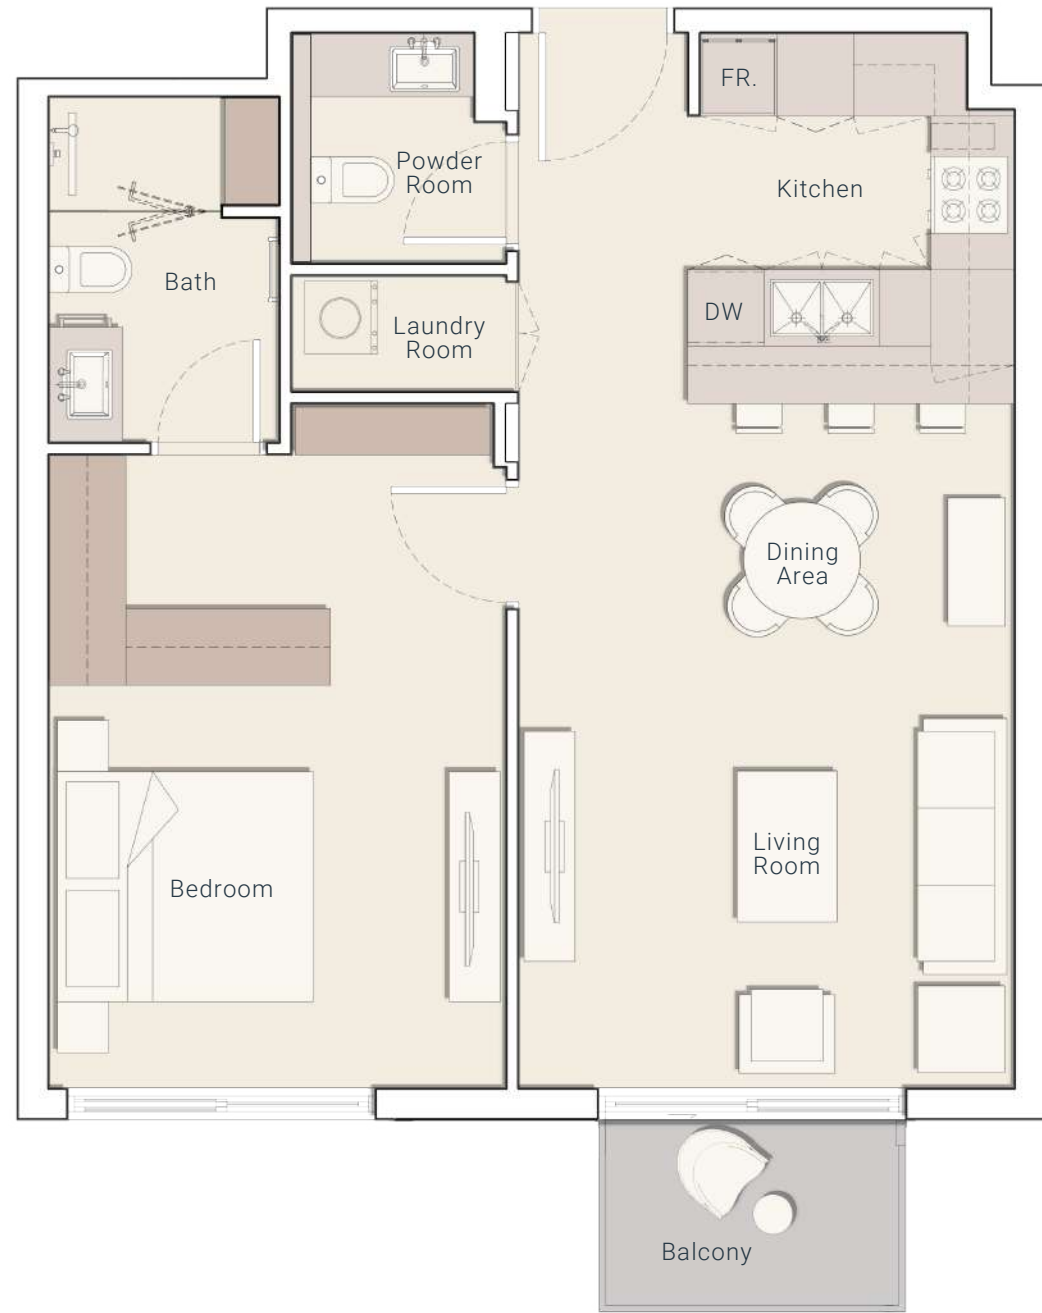 FR.
Powder
Room
Kitchen
Bath
DW
Laundry
Room
Dining
Area
Living
Room
Bedroom
Balcony